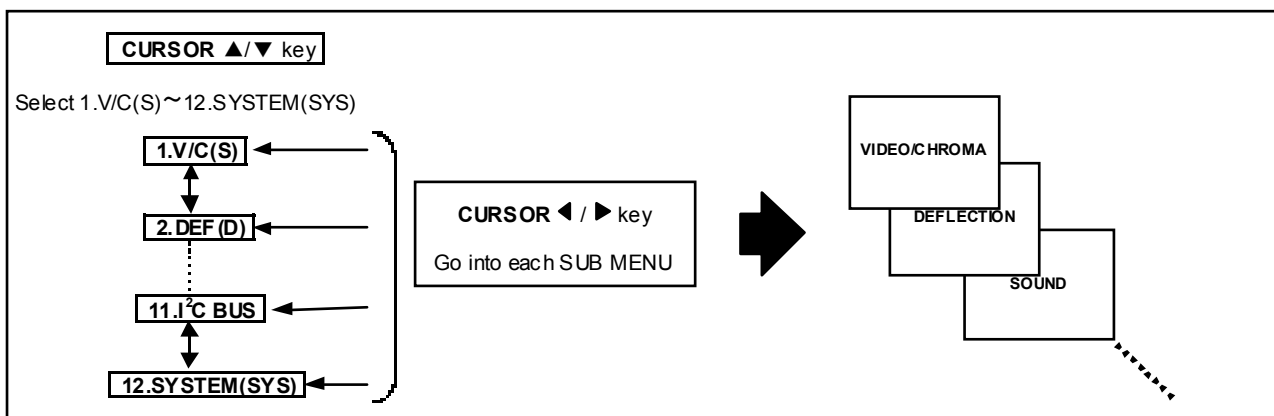 CURSOR ▲/▼ key
Select 1.V/C(S)~12.SYSTEM(SYS)
1.V/C(S)
2.DEF(D)
11.I²C BUS
12.SYSTEM(SYS)
CURSOR ◀ / ▶ key
Go into each SUB MENU
VIDEO/CHROMA
DEFLECTION
SOUND